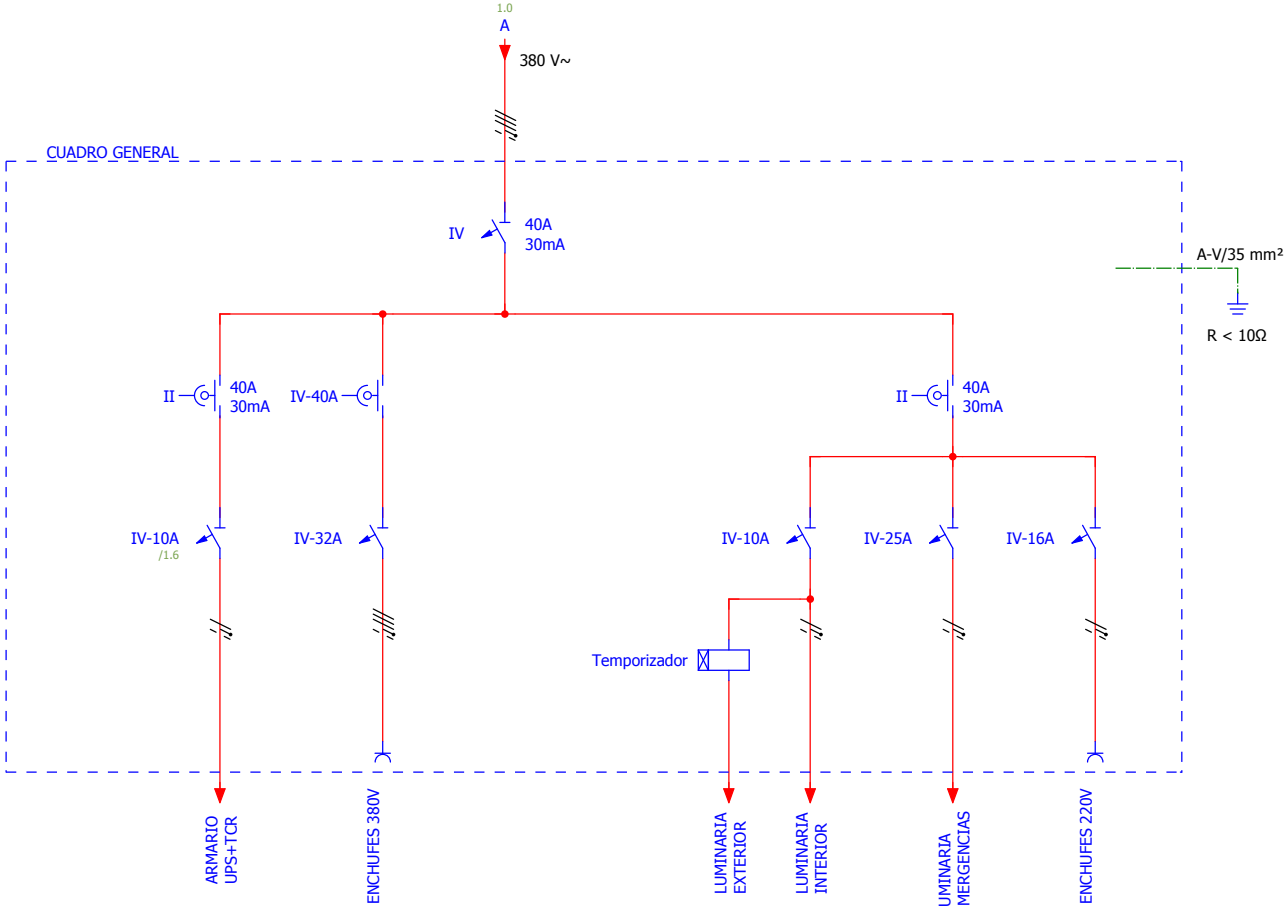 1.0
A
380 V~
CUADRO GENERAL
IV
40A
30mA
A-V/35 mm²
R < 10Ω
II
40A
30mA
IV-40A
II
40A
30mA
IV-10A
/1.6
IV-32A
IV-10A
IV-25A
IV-16A
Temporizador
ARMARIO
UPS+TCR
ENCHUFES 380V
LUMINARIA
EXTERIOR
LUMINARIA
INTERIOR
UMINARIA
MERGENCIAS
ENCHUFES 220V